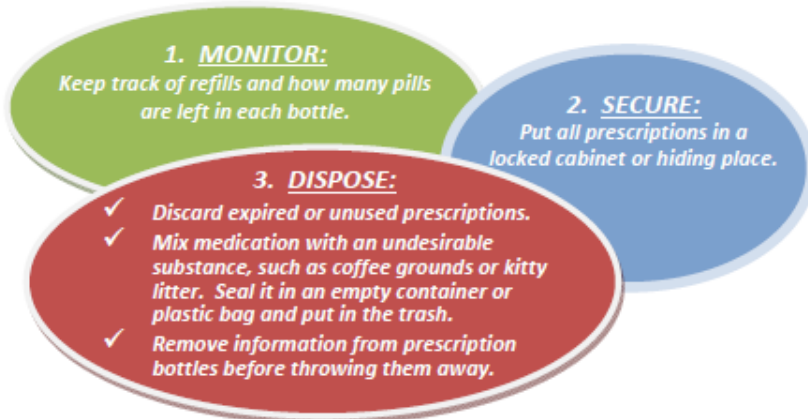 1. MONITOR:
Keep track of refills and how many pills
are left in each bottle.
2. SECURE:
Put all prescriptions in a
locked cabinet or hiding place.
3. DISPOSE:
✓ Discard expired or unused prescriptions.
✓ Mix medication with an undesirable
substance, such as coffee grounds or kitty
litter. Seal it in an empty container or
plastic bag and put in the trash.
✓ Remove information from prescription
bottles before throwing them away.